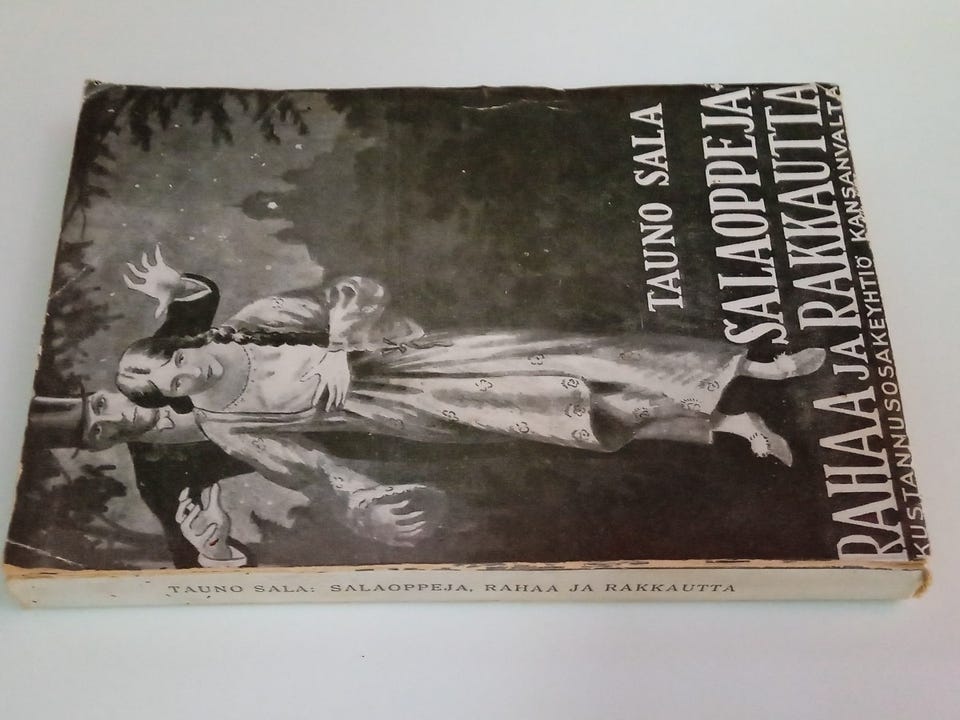 TAUNO SALA
SALAOPPEJA,
RAHAA JA RAKKAUTTA
KUSTANNUSOSAKEYHTIÖ KANSANVALTA
TAUNO SALA: SALAOPPEJA, RAHAA JA RAKKAUTTA